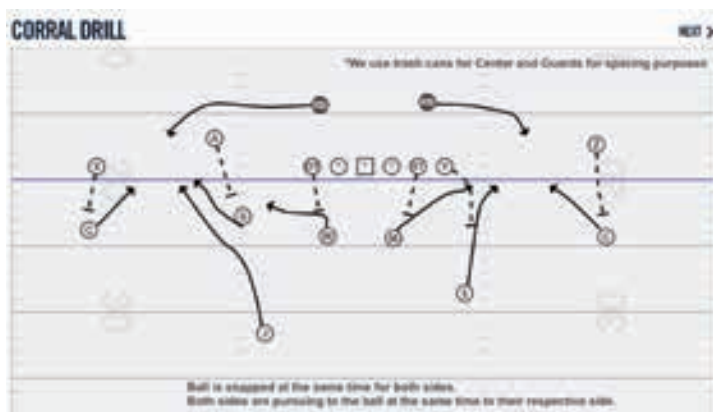 CORRAL DRILL
NEXT
*We use trash cans for Center and Guards for spacing purposes
A
Z
X
Y
S
C
C
J
Ball is snapped at the same time for both sides.
Both sides are pursuing to the ball at the same time to their respective side.